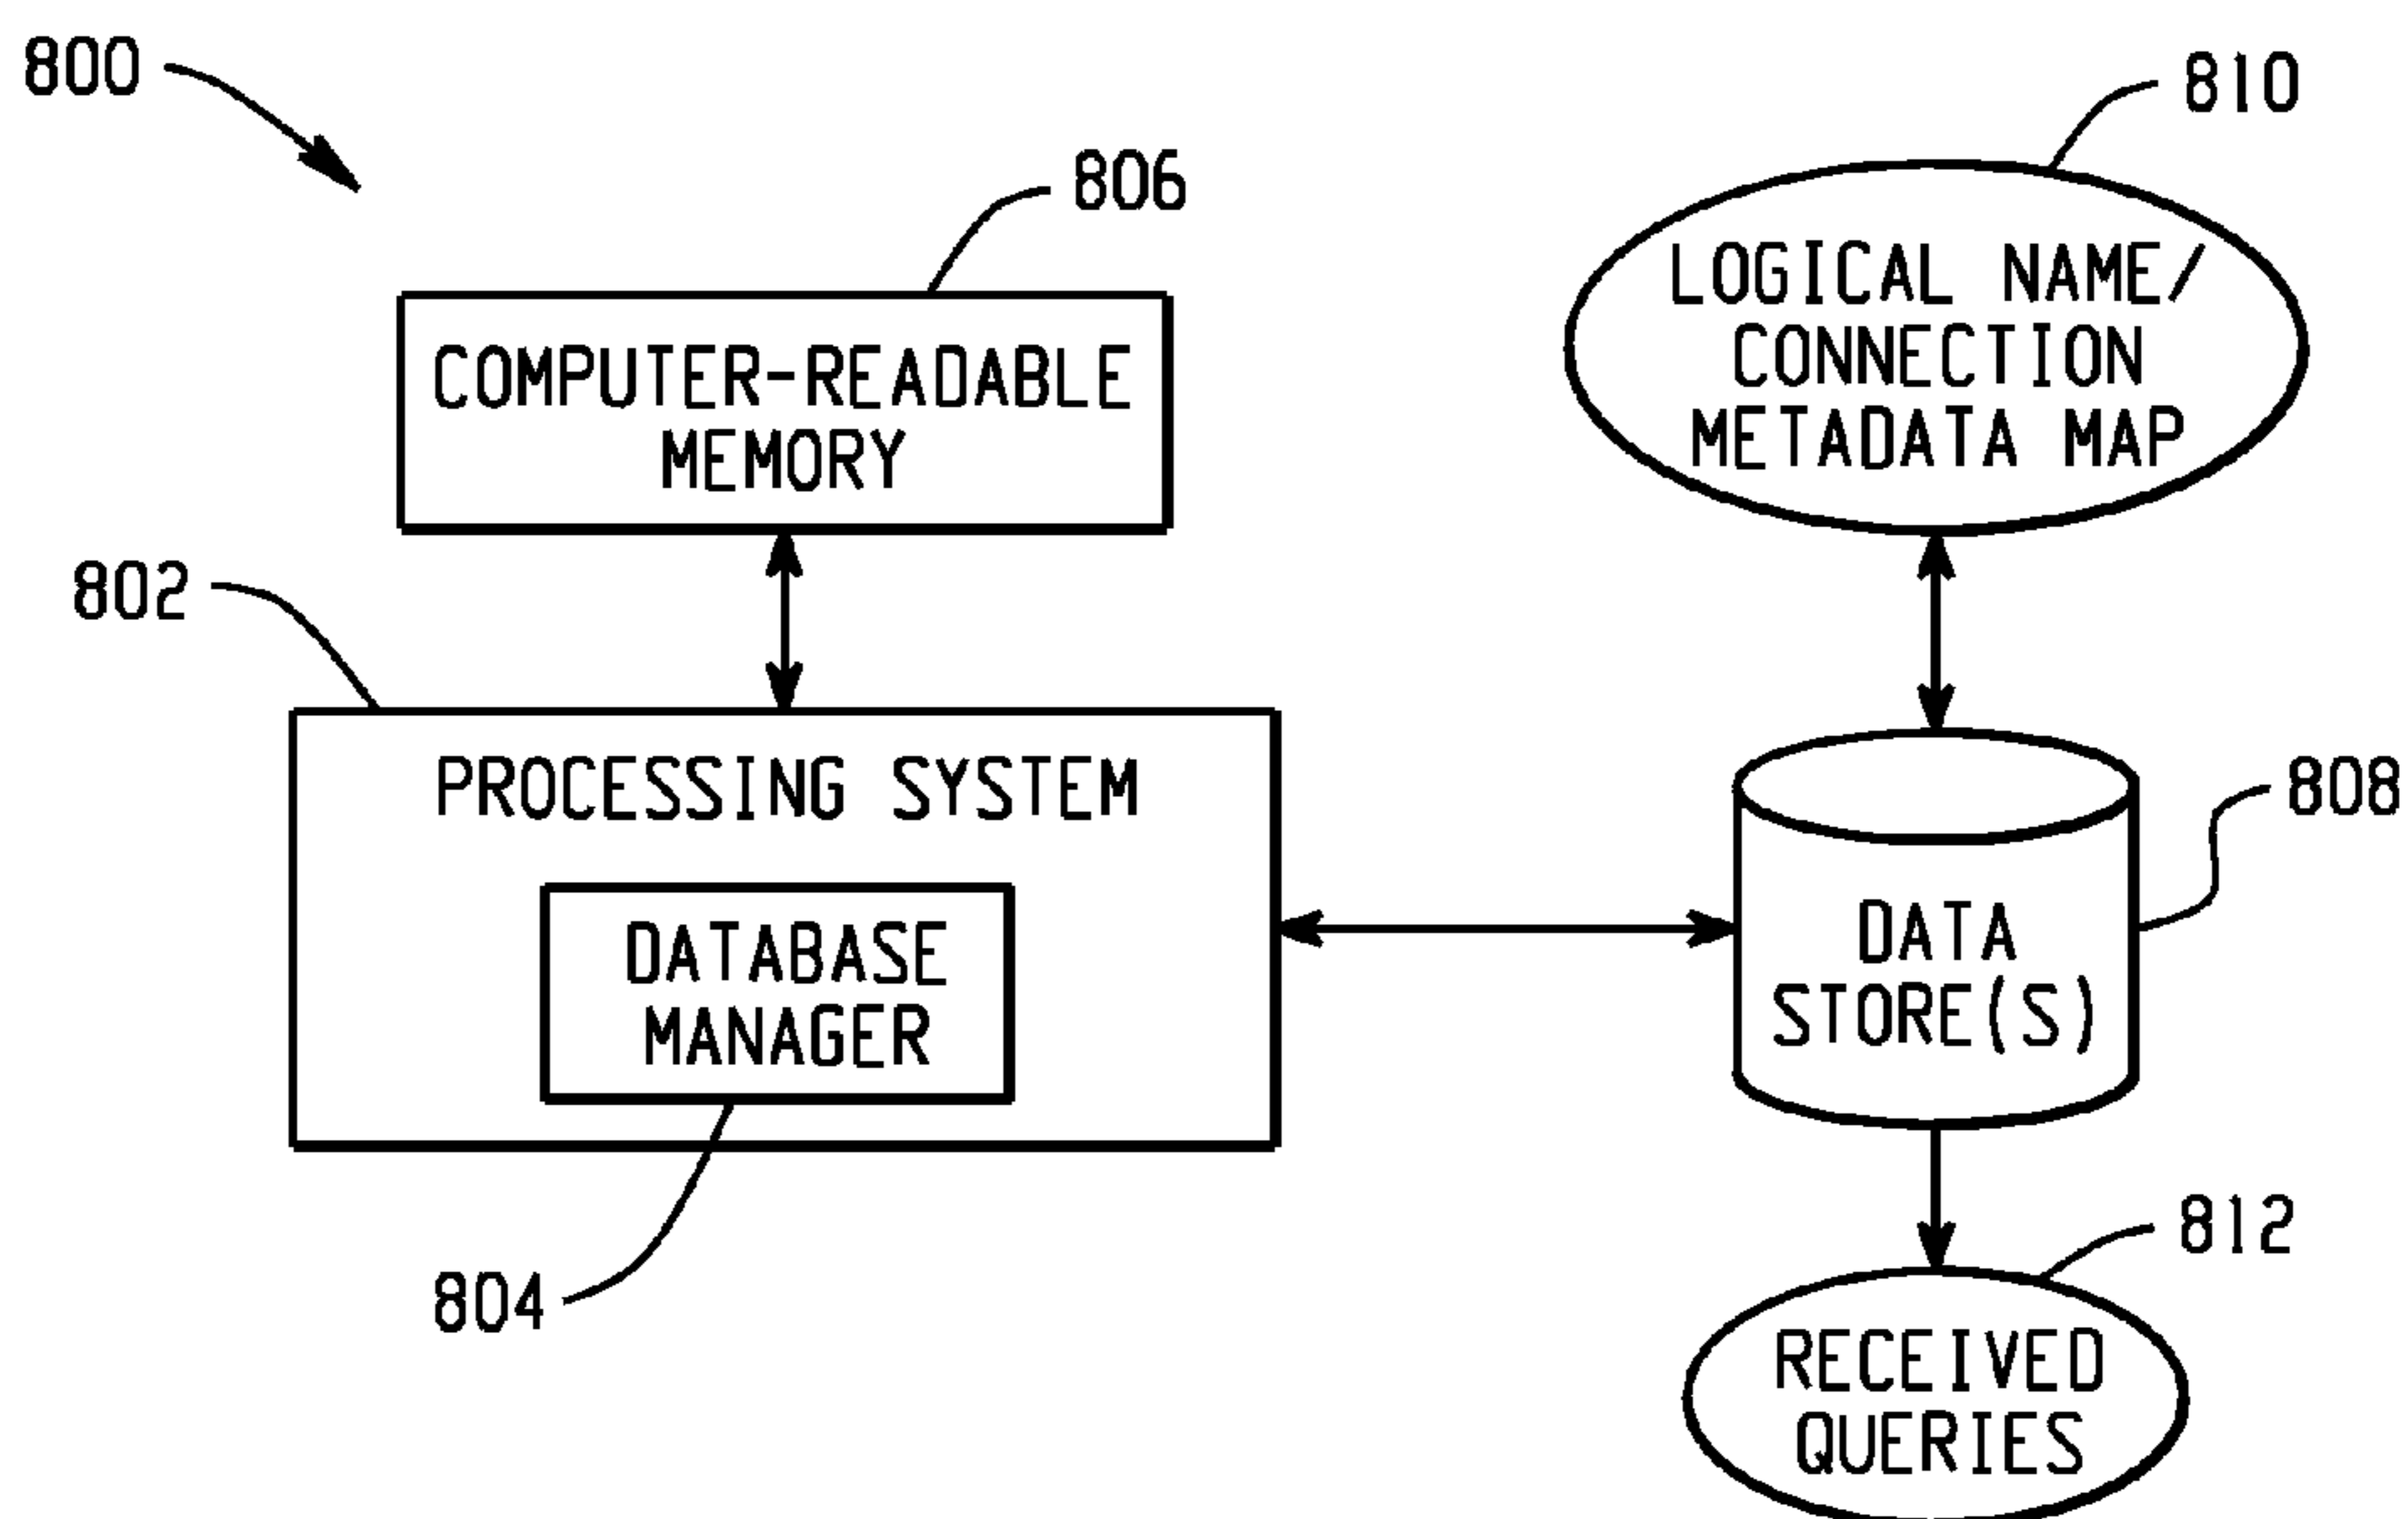 800
810
806
LOGICAL NAME/
CONNECTION
METADATA MAP
COMPUTER-READABLE
MEMORY
802
PROCESSING SYSTEM
808
DATABASE
MANAGER
DATA
STORE(S)
804
812
RECEIVED
QUERIES